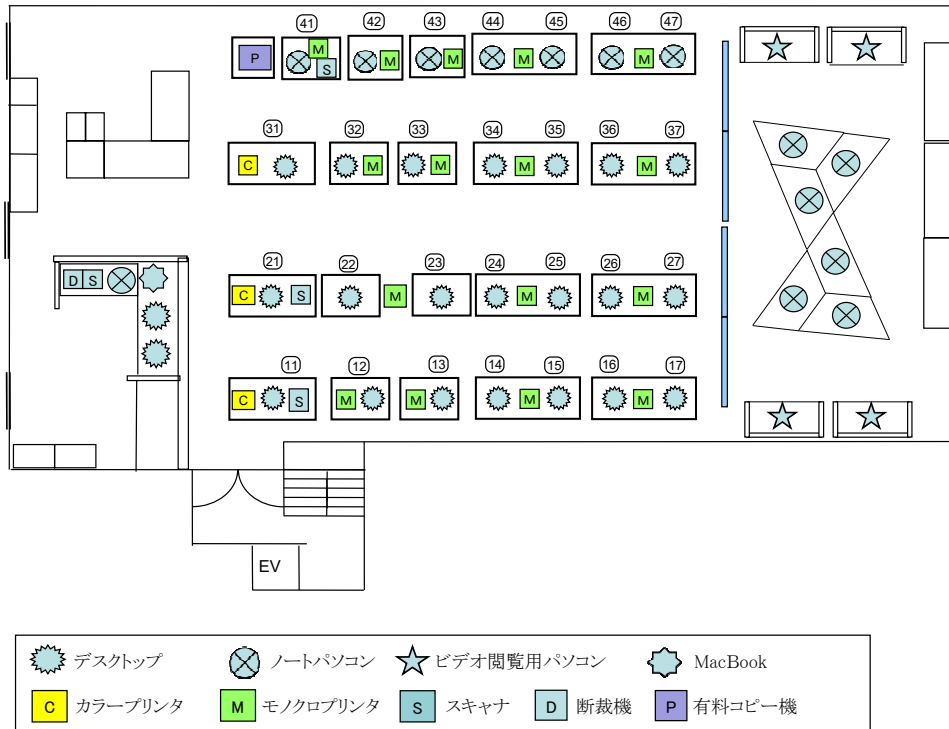 41 42 43 44 45 46 47
P M S M M M M
31 32 33 34 35 36 37
C M M M M
21 22 23 24 25 26 27
D S C S M M M
11 12 13 14 15 16 17
C S M M M M
EV
デスクトップ ノートパソコン ビデオ閲覧用パソコン MacBook
C カラープリンタ M モノクロプリンタ S スキャナ D 断裁機 P 有料コピー機